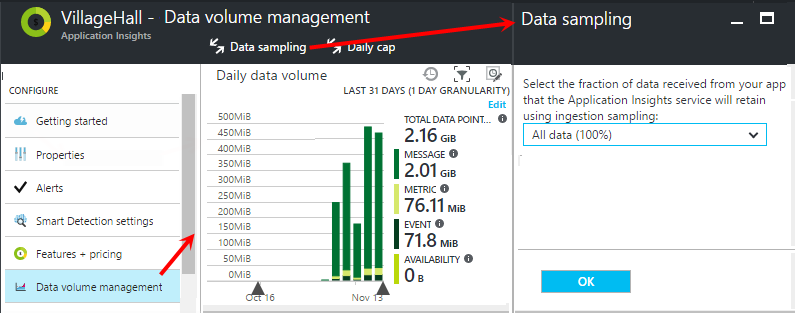 VillageHall - Data volume management
Application Insights
Data sampling
Daily cap
CONFIGURE
Getting started
Properties
Alerts
Smart Detection settings
Features + pricing
Data volume management
Daily data volume
LAST 31 DAYS (1 DAY GRANULARITY)
Edit
500MiB
450MiB
400MiB
350MiB
300MiB
250MiB
200MiB
150MiB
100MiB
50MiB
0MiB
Oct 16
Nov 13
TOTAL DATA POINT...
2.16 GiB
MESSAGE
2.01 GiB
METRIC
76.11 MiB
EVENT
71.8 MiB
AVAILABILITY
0 B
Data sampling
Select the fraction of data received from your app
that the Application Insights service will retain
using ingestion sampling:
All data (100%)
OK